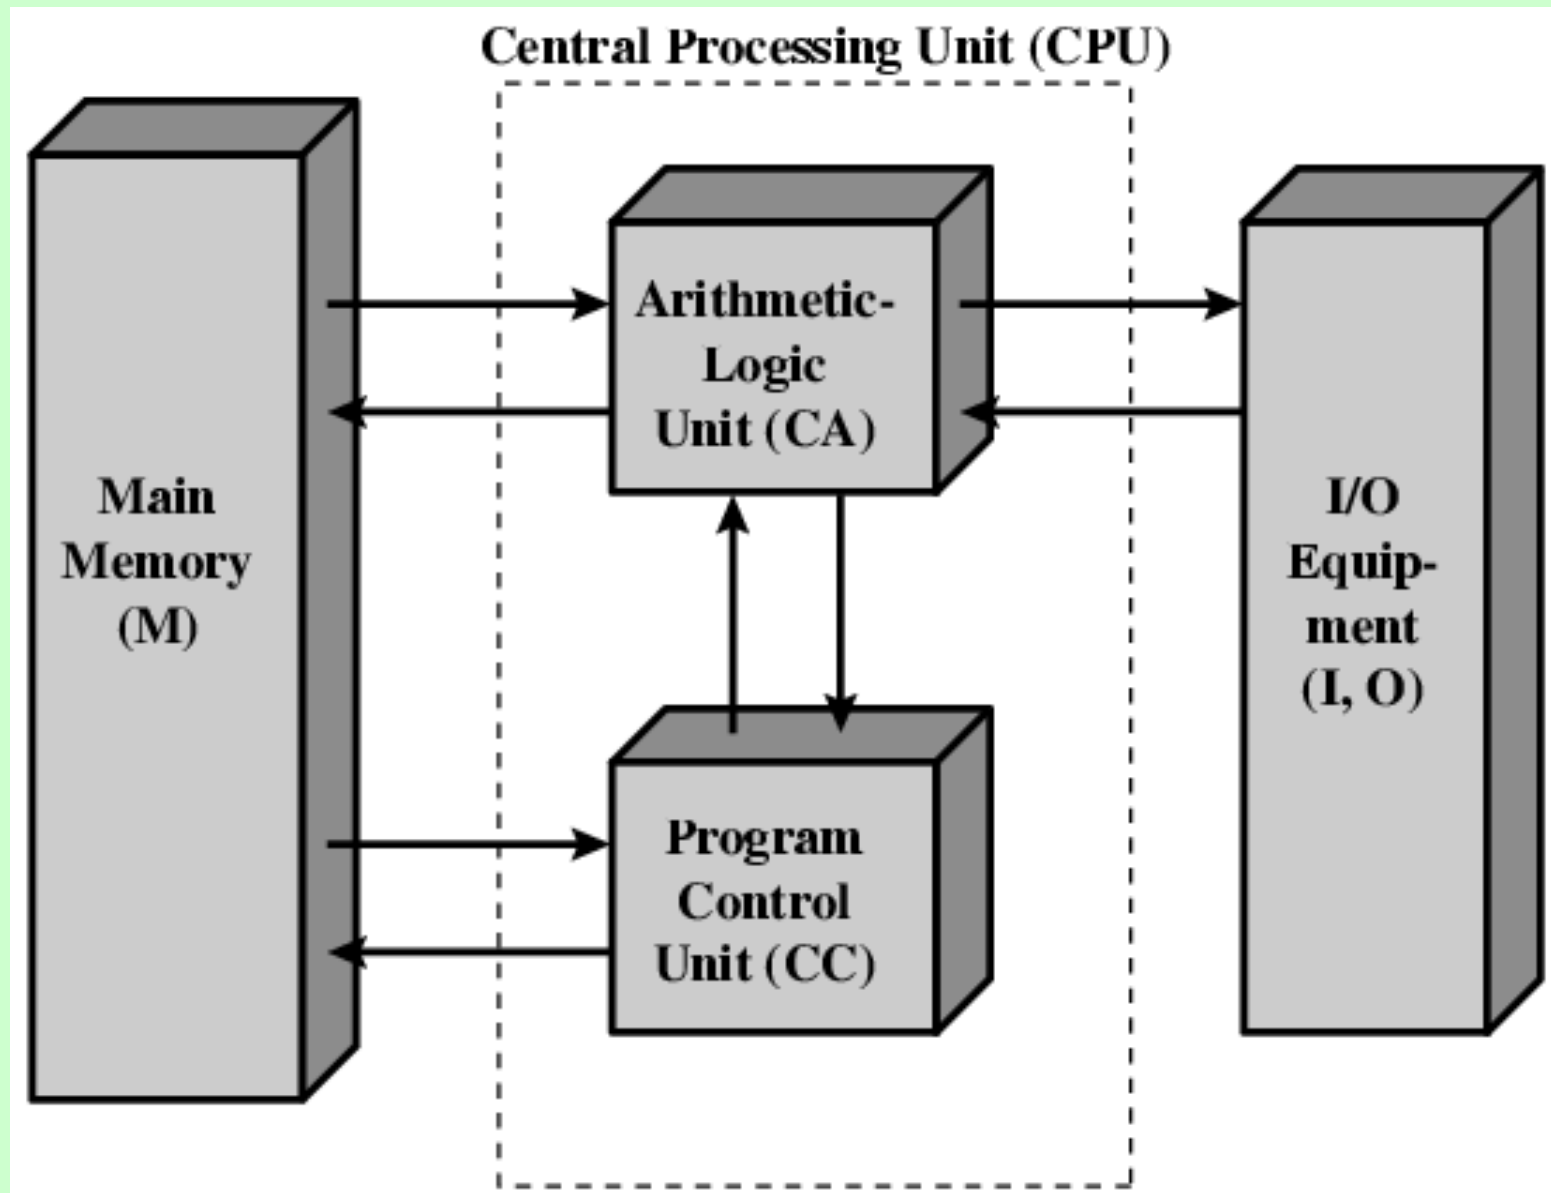 Central Processing Unit (CPU)
Main
Memory
(M)
Arithmetic-
Logic
Unit (CA)
Program
Control
Unit (CC)
I/O
Equip-
ment
(I, O)